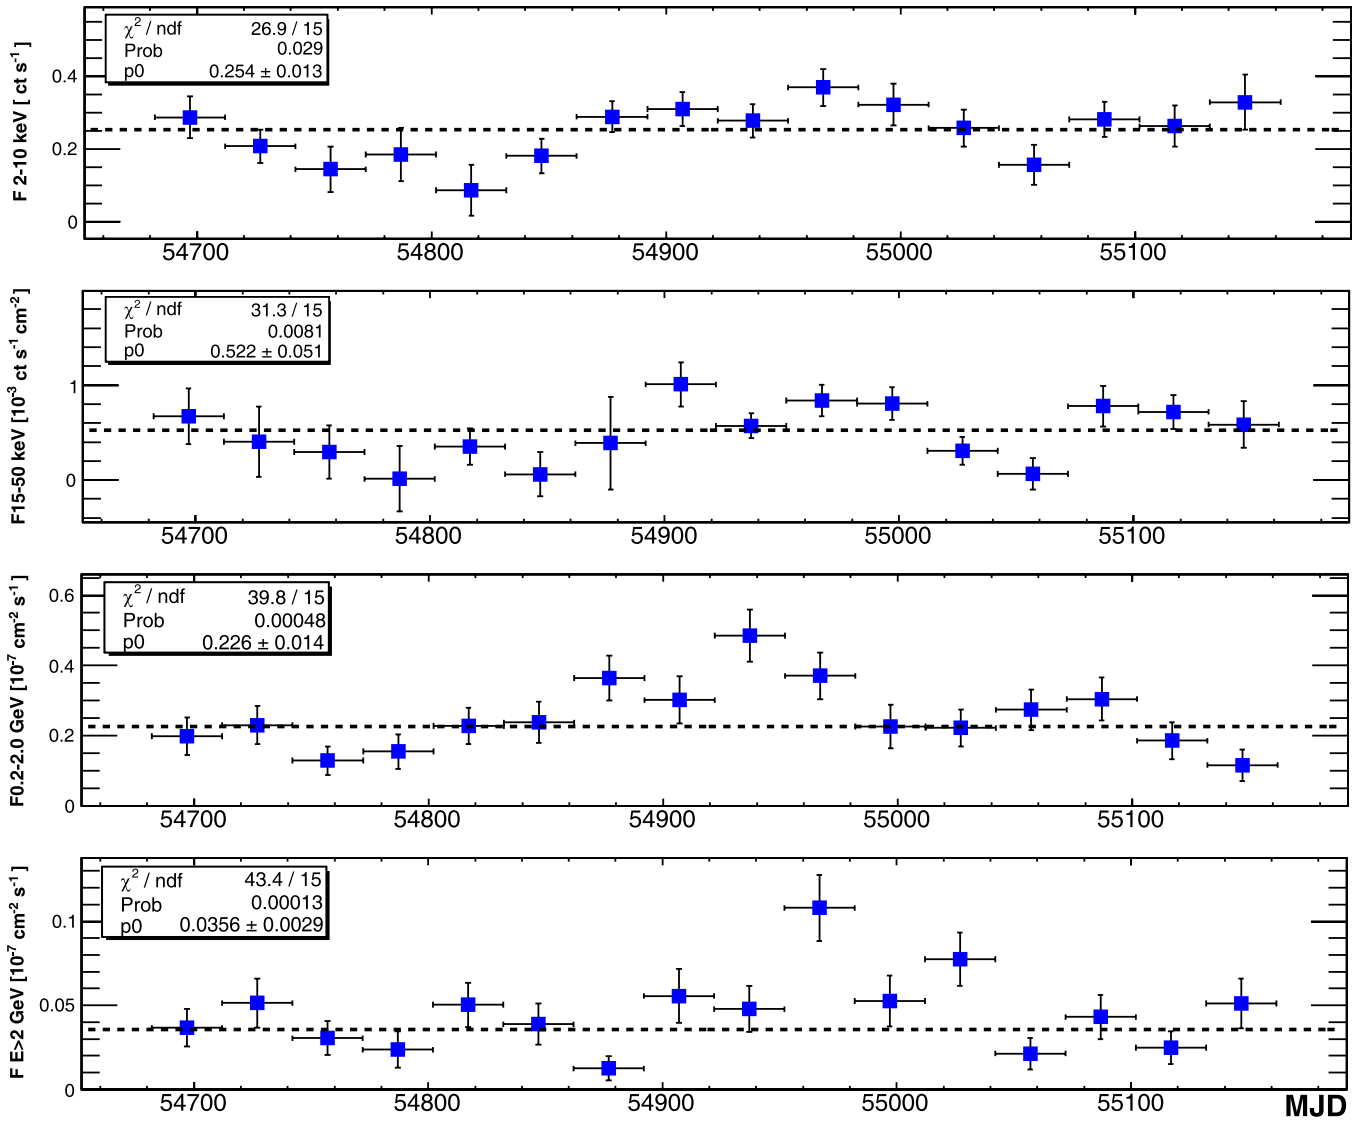 F 2-10 keV [ ct s⁻¹ ]
χ² / ndf 26.9 / 15
Prob 0.029
p0 0.254 ± 0.013
0.4
0.2
0
54700 54800 54900 55000 55100
F15-50 keV [10⁻³ ct s⁻¹ cm⁻²]
χ² / ndf 31.3 / 15
Prob 0.0081
p0 0.522 ± 0.051
1
0
54700 54800 54900 55000 55100
F0.2-2.0 GeV [10⁻⁷ cm⁻² s⁻¹]
χ² / ndf 39.8 / 15
Prob 0.00048
p0 0.226 ± 0.014
0.6
0.4
0.2
0
54700 54800 54900 55000 55100
F E>2 GeV [10⁻⁷ cm⁻² s⁻¹]
χ² / ndf 43.4 / 15
Prob 0.00013
p0 0.0356 ± 0.0029
0.1
0.05
0
54700 54800 54900 55000 55100
MJD